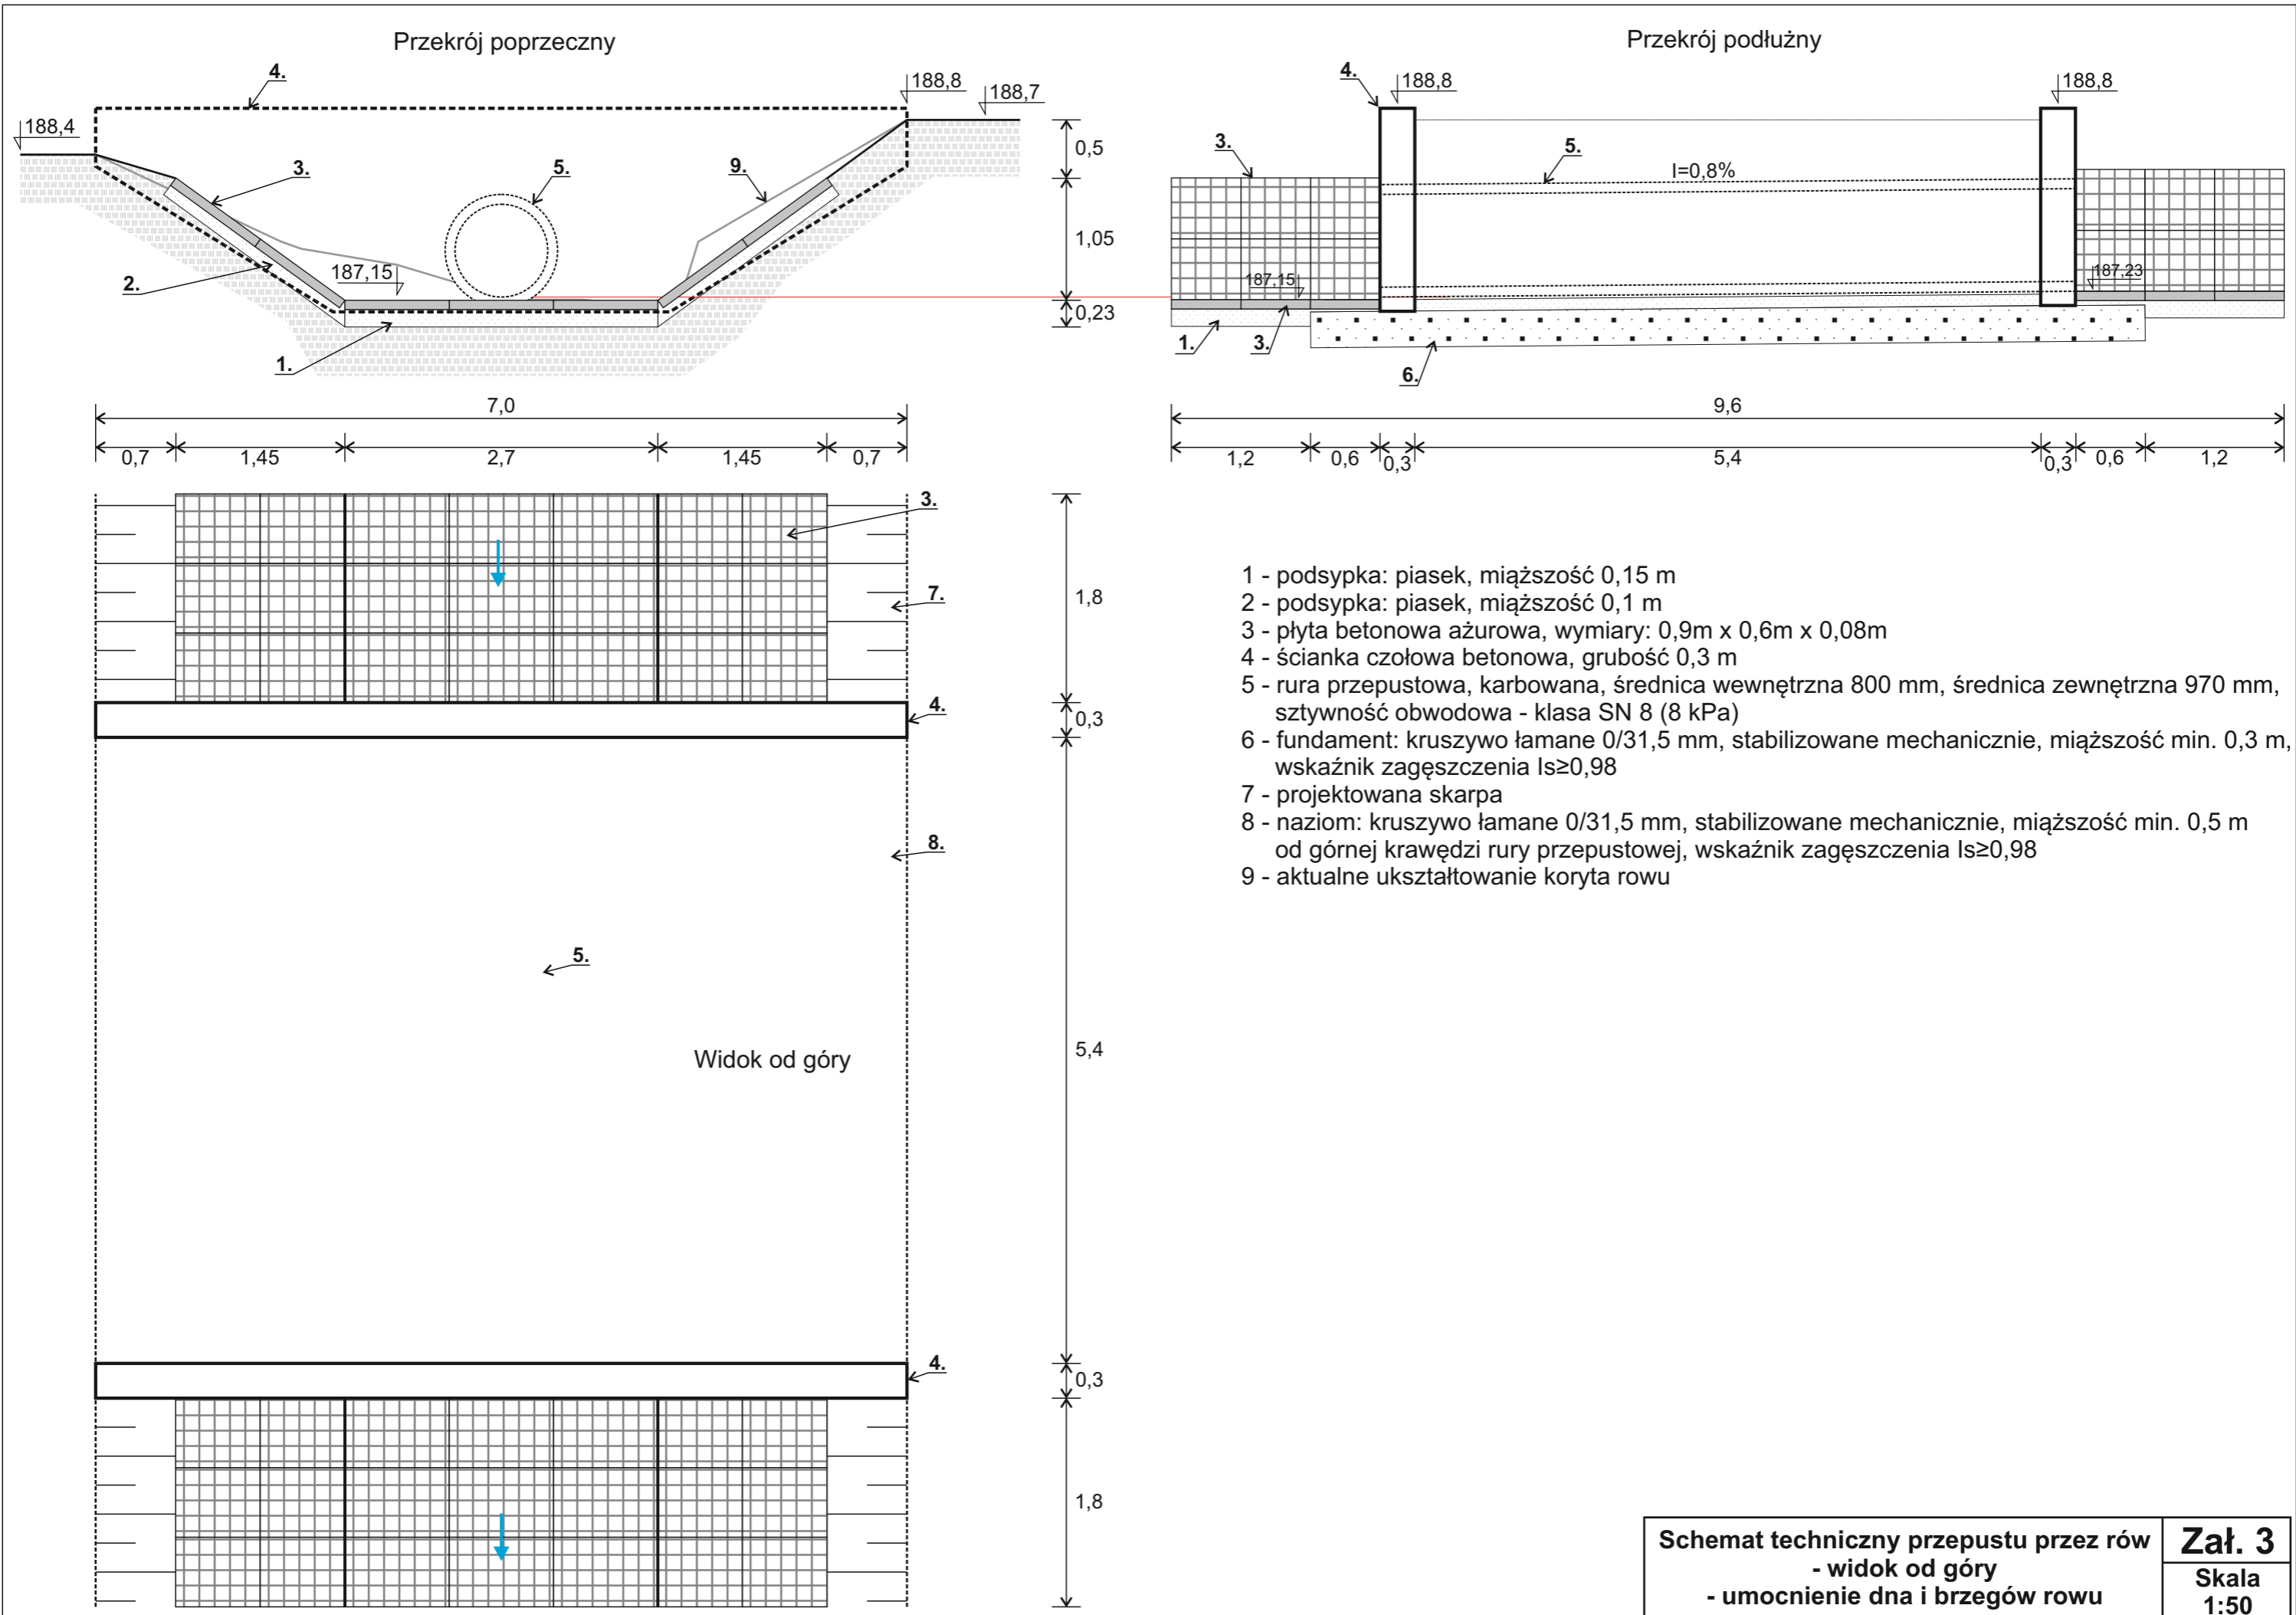 Przekrój poprzeczny
4.
188,8
188,7
188,4
3.
5.
9.
2.
187,15
1.
0,5
1,05
0,23
7,0
0,7
1,45
2,7
1,45
0,7
Przekrój podłużny
4.
188,8
188,8
3.
5.
I=0,8%
187,15
187,23
1.
3.
6.
9,6
1,2
0,6
0,3
5,4
0,3
0,6
1,2
3.
7.
4.
8.
5.
Widok od góry
4.
1,8
0,3
5,4
0,3
1,8
1 - podsypka: piasek, miąższość 0,15 m
2 - podsypka: piasek, miąższość 0,1 m
3 - płyta betonowa ażurowa, wymiary: 0,9m x 0,6m x 0,08m
4 - ścianka czołowa betonowa, grubość 0,3 m
5 - rura przepustowa, karbowana, średnica wewnętrzna 800 mm, średnica zewnętrzna 970 mm,
sztywność obwodowa - klasa SN 8 (8 kPa)
6 - fundament: kruszywo łamane 0/31,5 mm, stabilizowane mechanicznie, miąższość min. 0,3 m,
wskaźnik zagęszczenia Is≥0,98
7 - projektowana skarpa
8 - naziom: kruszywo łamane 0/31,5 mm, stabilizowane mechanicznie, miąższość min. 0,5 m
od górnej krawędzi rury przepustowej, wskaźnik zagęszczenia Is≥0,98
9 - aktualne ukształtowanie koryta rowu
Schemat techniczny przepustu przez rów
- widok od góry
- umocnienie dna i brzegów rowu
Zał. 3
Skala
1:50